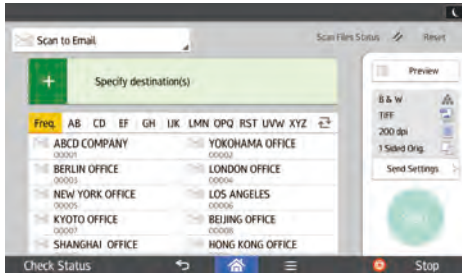 Scan to Email
Scan Files Status
Reset
Specify destination(s)
Preview
Freq. AB CD EF GH IJK LMN OPQ RST UVW XYZ
B & W
TIFF
200 dpi
1 Sided Orig.
Send Settings
ABCD COMPANY
00001
YOKOHAMA OFFICE
00002
BERLIN OFFICE
00003
LONDON OFFICE
00004
NEW YORK OFFICE
00005
LOS ANGELES
00006
KYOTO OFFICE
00007
BEIJING OFFICE
00008
SHANGHAI OFFICE
HONG KONG OFFICE
Check Status
Stop